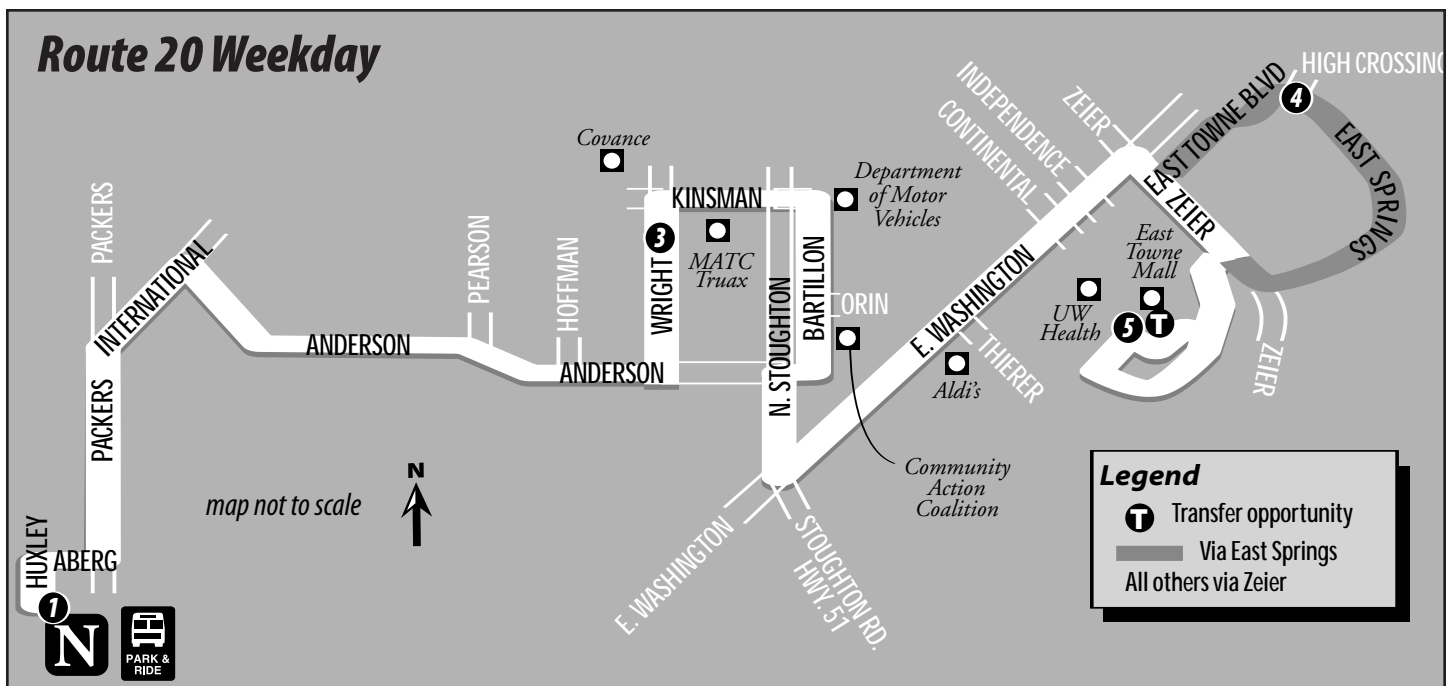 Route 20 Weekday
HIGH CROSSING
4
EAST TOWNE BLVD
EAST SPRINGS
INDEPENDENCE
CONTINENTAL
ZEIER
ZEIER
Covance
KINSMAN
Department
of Motor
Vehicles
3
MATC
Truax
WRIGHT
PACKERS
INTERNATIONAL
PEARSON
HOFFMAN
ANDERSON
ANDERSON
N. STOUGHTON
BARTILLON
ORIN
E. WASHINGTON
THIERER
Aldi's
UW
Health
East
Towne
Mall
5
T
ZEIER
PACKERS
HUXLEY
ABERG
1
N
PARK &
RIDE
map not to scale
N
E. WASHINGTON
STOUGHTON RD.
HWY. 51
Community
Action
Coalition
Legend
T Transfer opportunity
Via East Springs
All others via Zeier